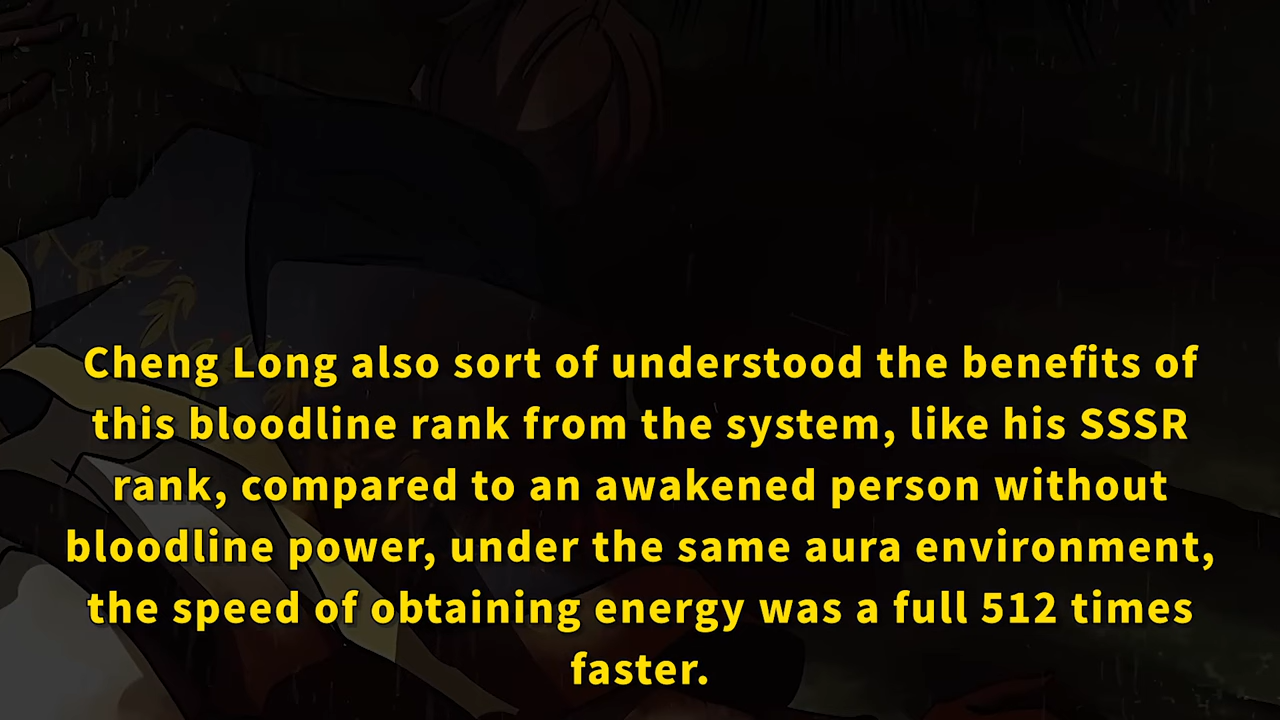 Cheng Long also sort of understood the benefits of
this bloodline rank from the system, like his SSSR
rank, compared to an awakened person without
bloodline power, under the same aura environment,
the speed of obtaining energy was a full 512 times
faster.